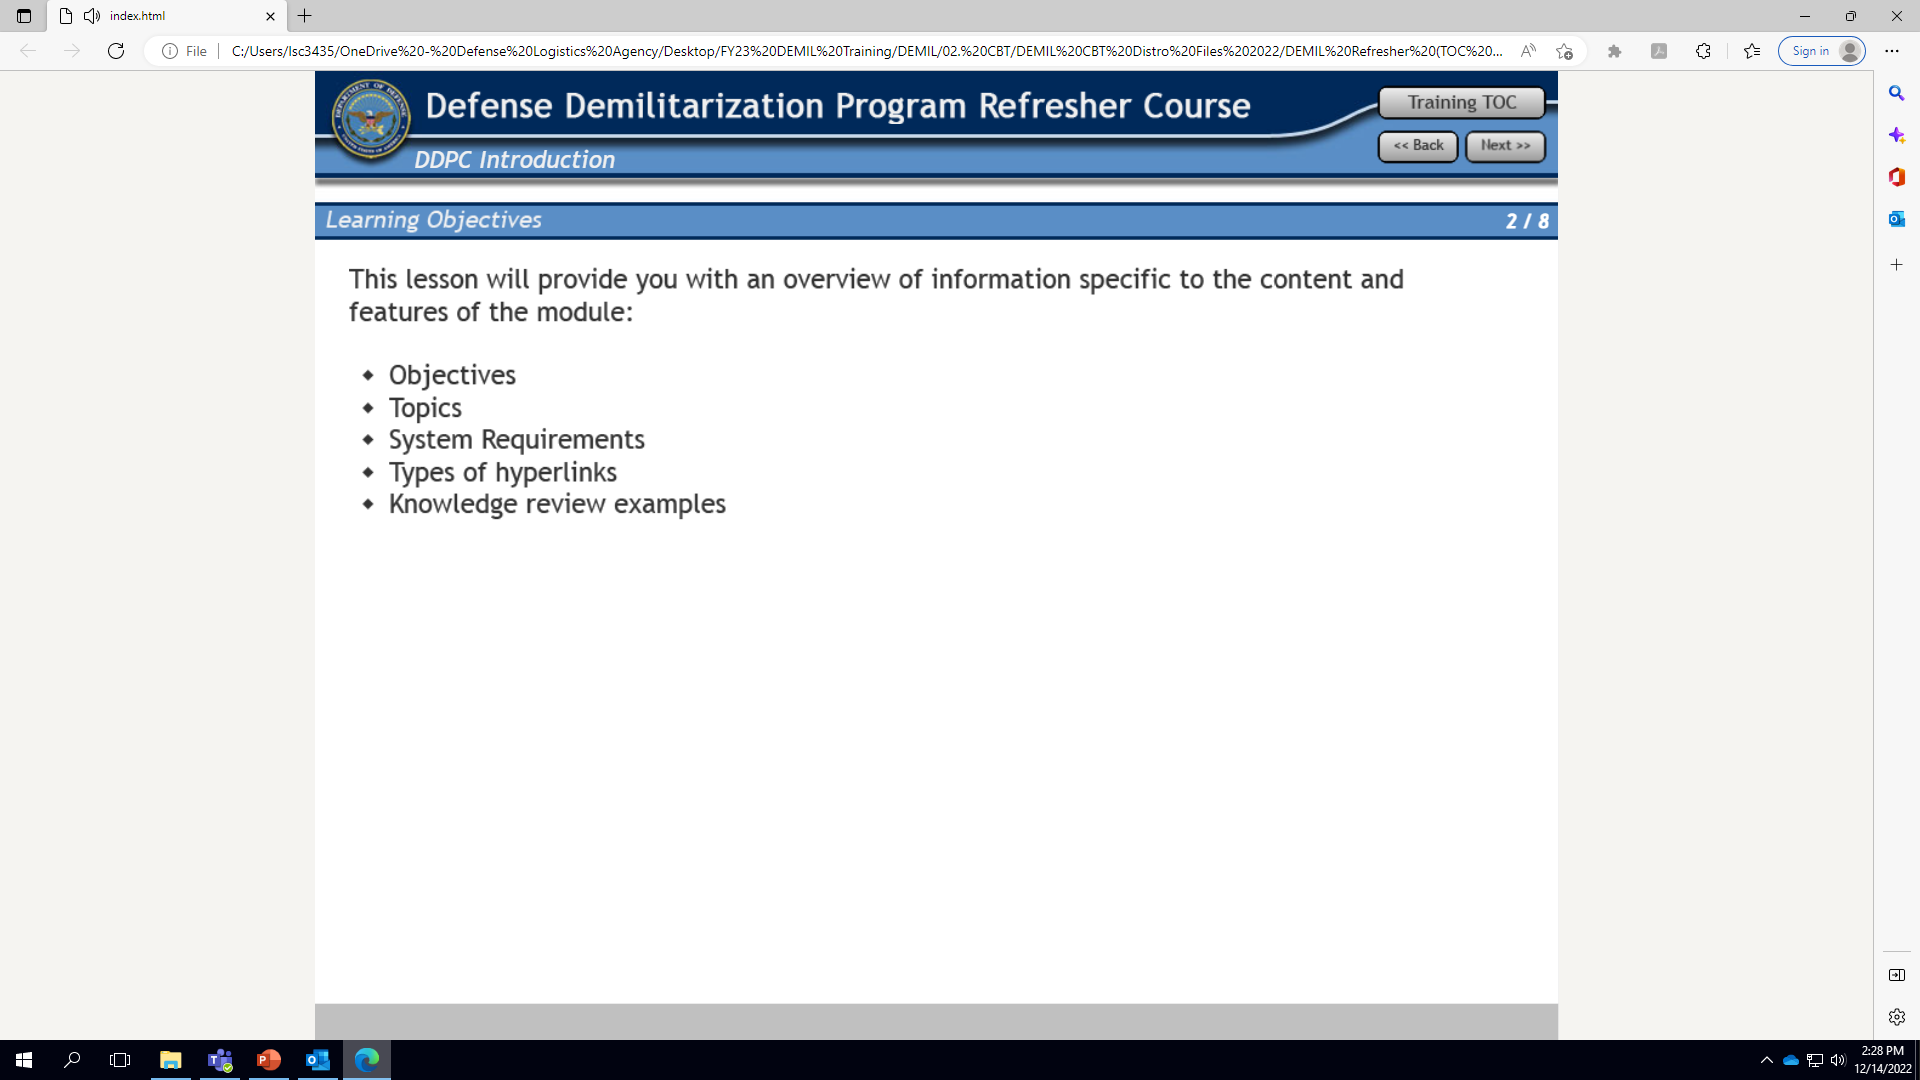 index.html
File
C:/Users/lsc3435/OneDrive%20-%20Defense%20Logistics%20Agency/Desktop/FY23%20DEMIL%20Training/DEMIL/02.%20CBT/DEMIL%20CBT%20Distro%20Files%202022/DEMIL%20Refresher%20(TOC%20...
Sign in
Defense Demilitarization Program Refresher Course
Training TOC
<< Back
Next >>
DDPC Introduction
Learning Objectives
2 / 8
This lesson will provide you with an overview of information specific to the content and
features of the module:
Objectives
Topics
System Requirements
Types of hyperlinks
Knowledge review examples
2:28 PM
12/14/2022